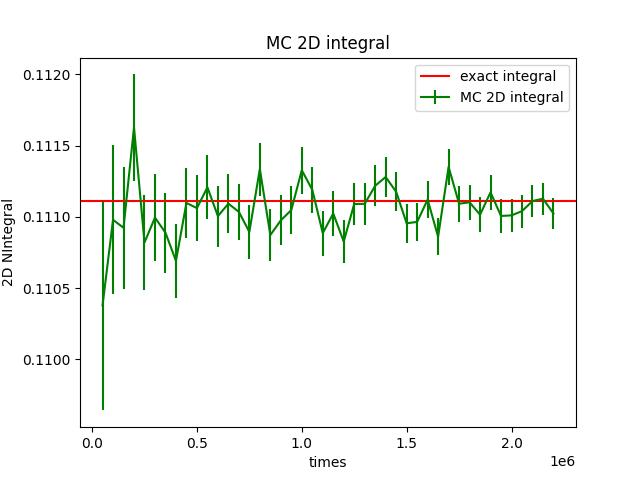 MC 2D integral
exact integral
MC 2D integral
0.1120
0.1115
0.1110
0.1105
0.1100
2D NIntegral
0.0
0.5
1.0
1.5
2.0
1e6
times